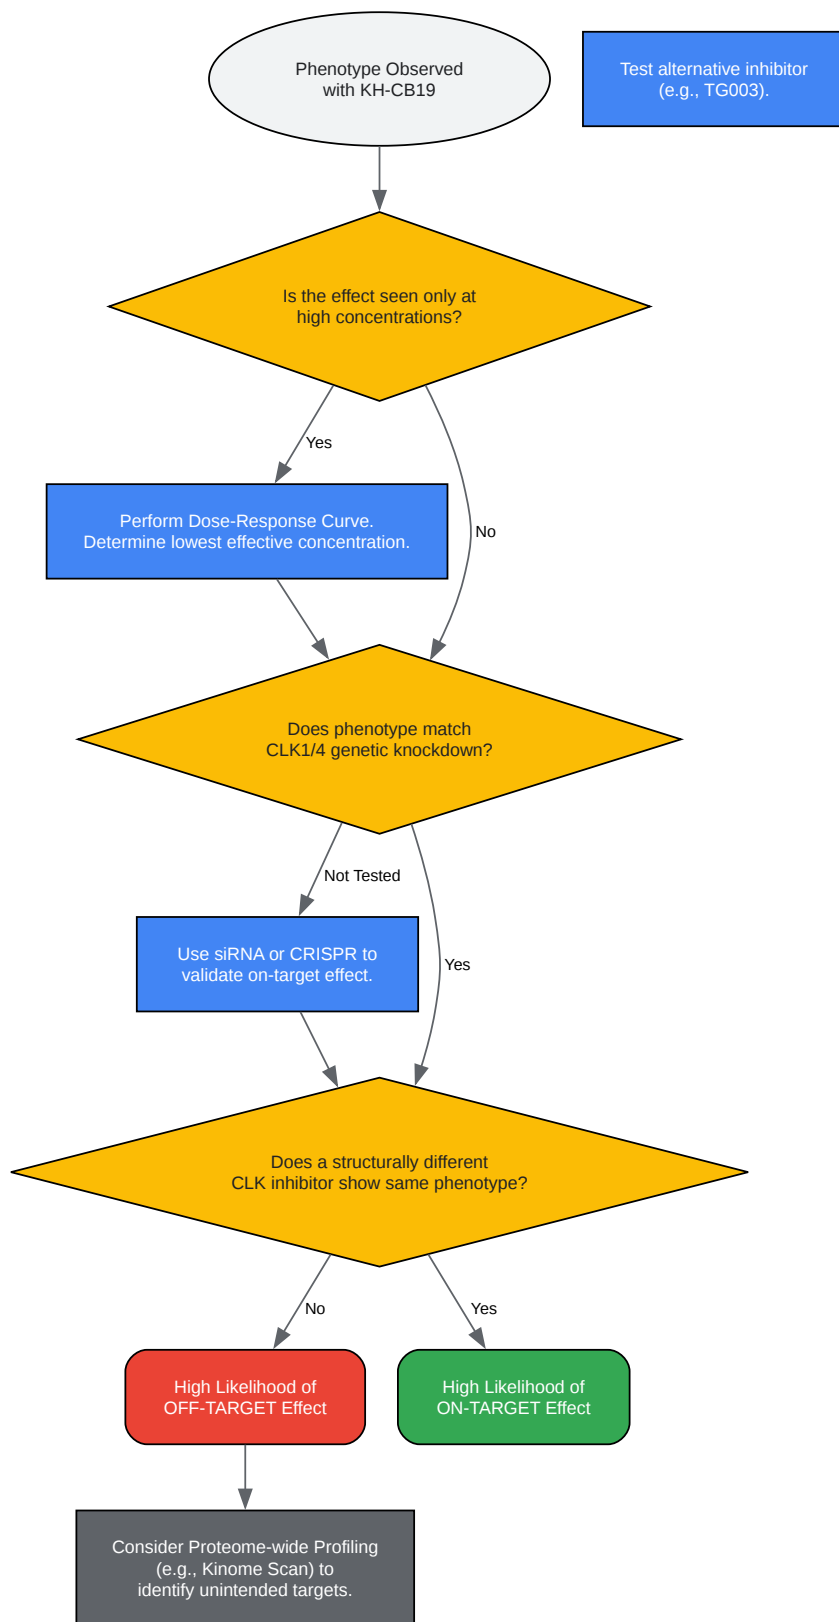 Phenotype Observed
with KH-CB19
Test alternative inhibitor
(e.g., TG003).
Is the effect seen only at
high concentrations?
Yes
Perform Dose-Response Curve.
Determine lowest effective concentration.
No
Does phenotype match
CLK1/4 genetic knockdown?
Not Tested
Use siRNA or CRISPR to
validate on-target effect.
Yes
Does a structurally different
CLK inhibitor show same phenotype?
No
Yes
High Likelihood of
OFF-TARGET Effect
High Likelihood of
ON-TARGET Effect
Consider Proteome-wide Profiling
(e.g., Kinome Scan) to
identify unintended targets.